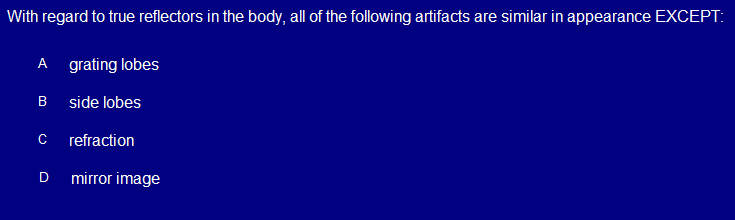 With regard to true reflectors in the body, all of the following artifacts are similar in appearance EXCEPT:
A grating lobes
B side lobes
C refraction
D mirror image